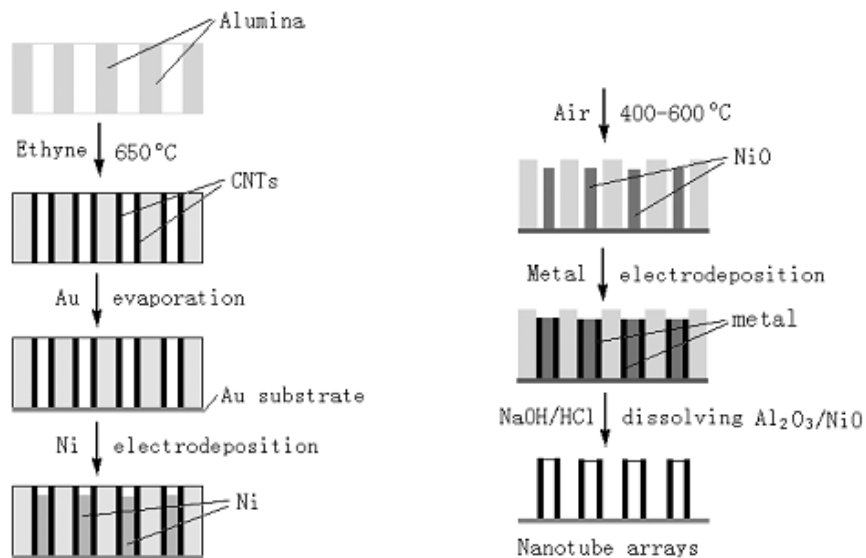 Alumina
Ethyne 650°C
CNTs
Au evaporation
Au substrate
Ni electrodeposition
Ni
Air 400-600°C
NiO
Metal electrodeposition
metal
NaOH/HCl dissolving Al₂O₃/NiO
Nanotube arrays